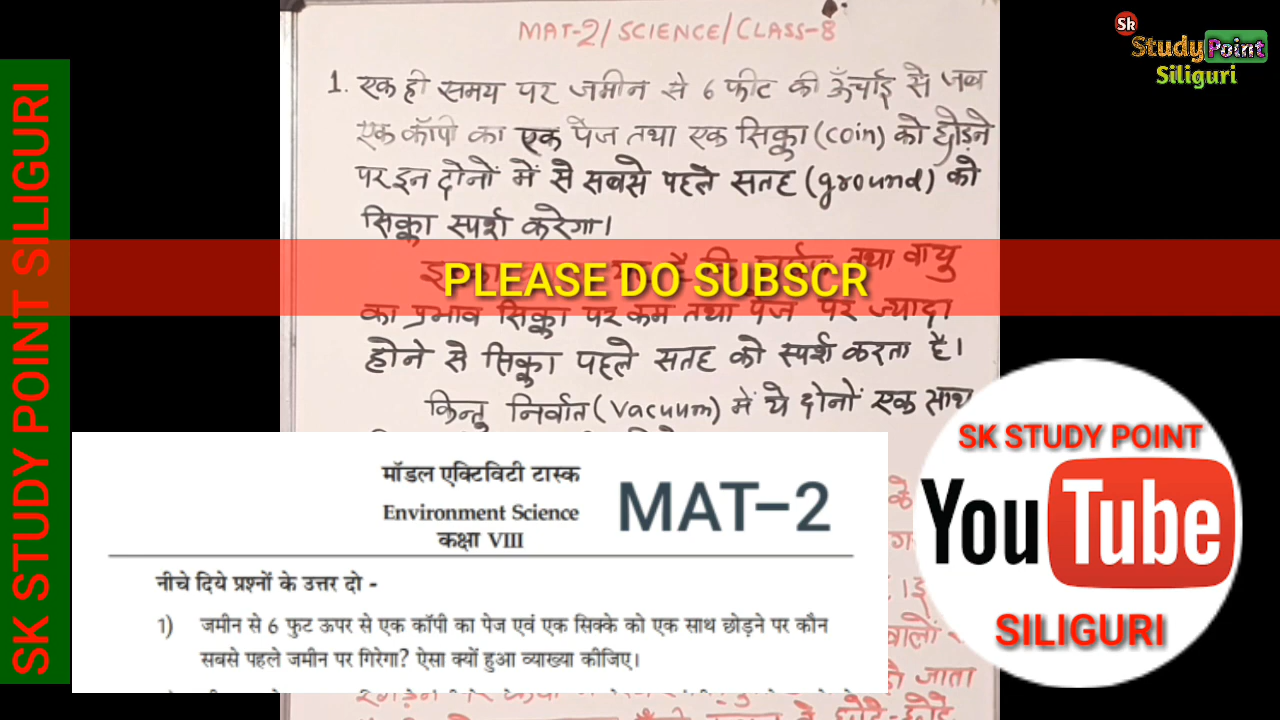 MAT-2/SCIENCE/CLASS-8
1. एक ही समय पर जमीन से 6 फीट की ऊँचाई से जब
एक कॉपी का एक पेज तथा एक सिक्का (coin) को छोड़ने
पर इन दोनों में से सबसे पहले सतह (ground) को
सिक्का स्पर्श करेगा।
है कि तथा वायु
का प्रभाव सिक्का पर कम तथा पेज पर ज्यादा
होने से सिक्का पहले सतह को स्पर्श करता है।
किन्तु निर्वात (vacuum) में ये दोनों एक साथ
के
वालों
जाता
छोटे-छोटे
PLEASE DO SUBSCR
SK STUDY POINT SILIGURI
Sk
Study Point
Siliguri
मॉडल एक्टिविटी टास्क
Environment Science
कक्षा VIII
MAT-2
नीचे दिये प्रश्नों के उत्तर दो -
1) जमीन से 6 फुट ऊपर से एक कॉपी का पेज एवं एक सिक्के को एक साथ छोड़ने पर कौन
सबसे पहले जमीन पर गिरेगा? ऐसा क्यों हुआ व्याख्या कीजिए।
SK STUDY POINT
YouTube
SILIGURI